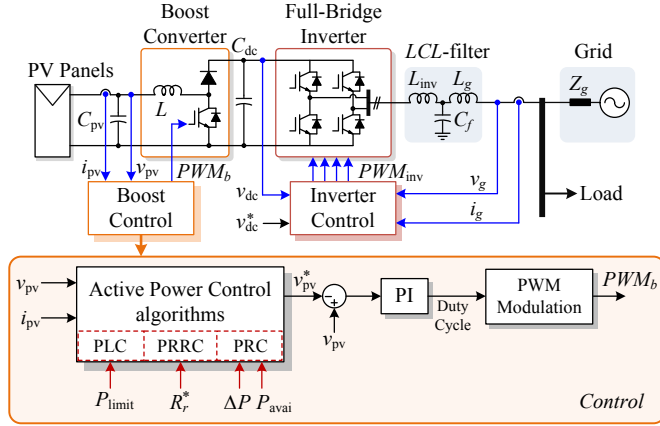 Boost
Converter
Full-Bridge
Inverter
C_dc
LCL-filter
Grid
PV Panels
L_inv
L_g
Z_g
C_pv
L
C_f
i_pv
v_pv
PWM_b
PWM_inv
v_dc
v_g
Boost
Control
Inverter
Control
Load
v*_dc
i_g
v_pv
Active Power Control
algorithms
v*_pv
−
+
PI
PWM
Modulation
PWM_b
i_pv
Duty
Cycle
v_pv
PLC
PRRC
PRC
P_limit
R*_r
ΔP
P_avai
Control